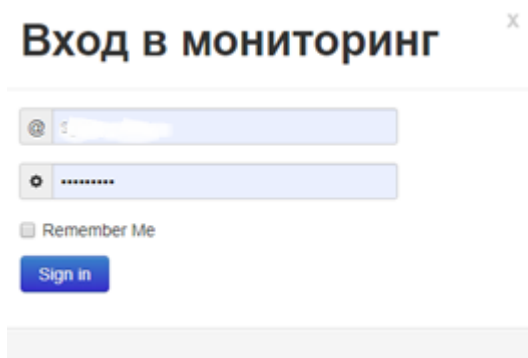 Вход в мониторинг
x
@
•••••••••
Remember Me
Sign in